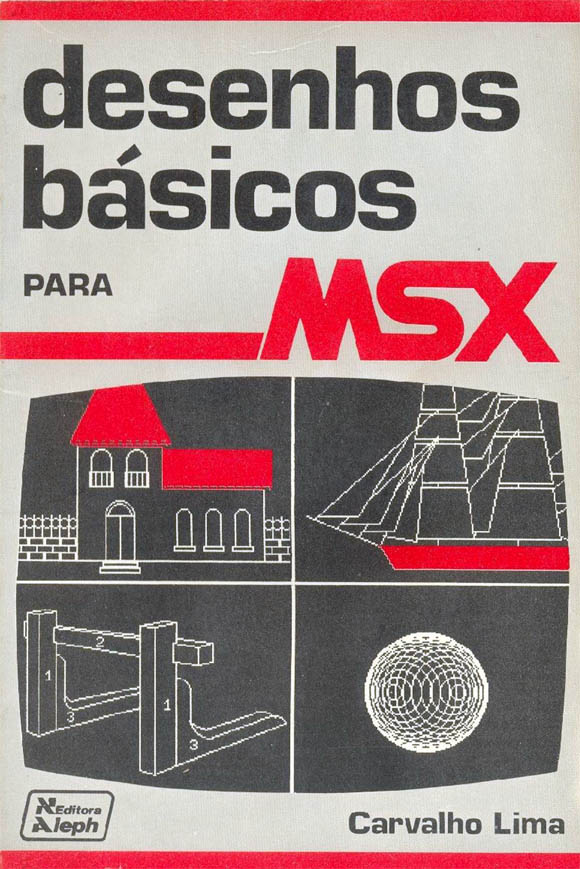 desenhos
básicos
PARA MSX
1
2
3
1
3
Editora
Aleph
Carvalho Lima